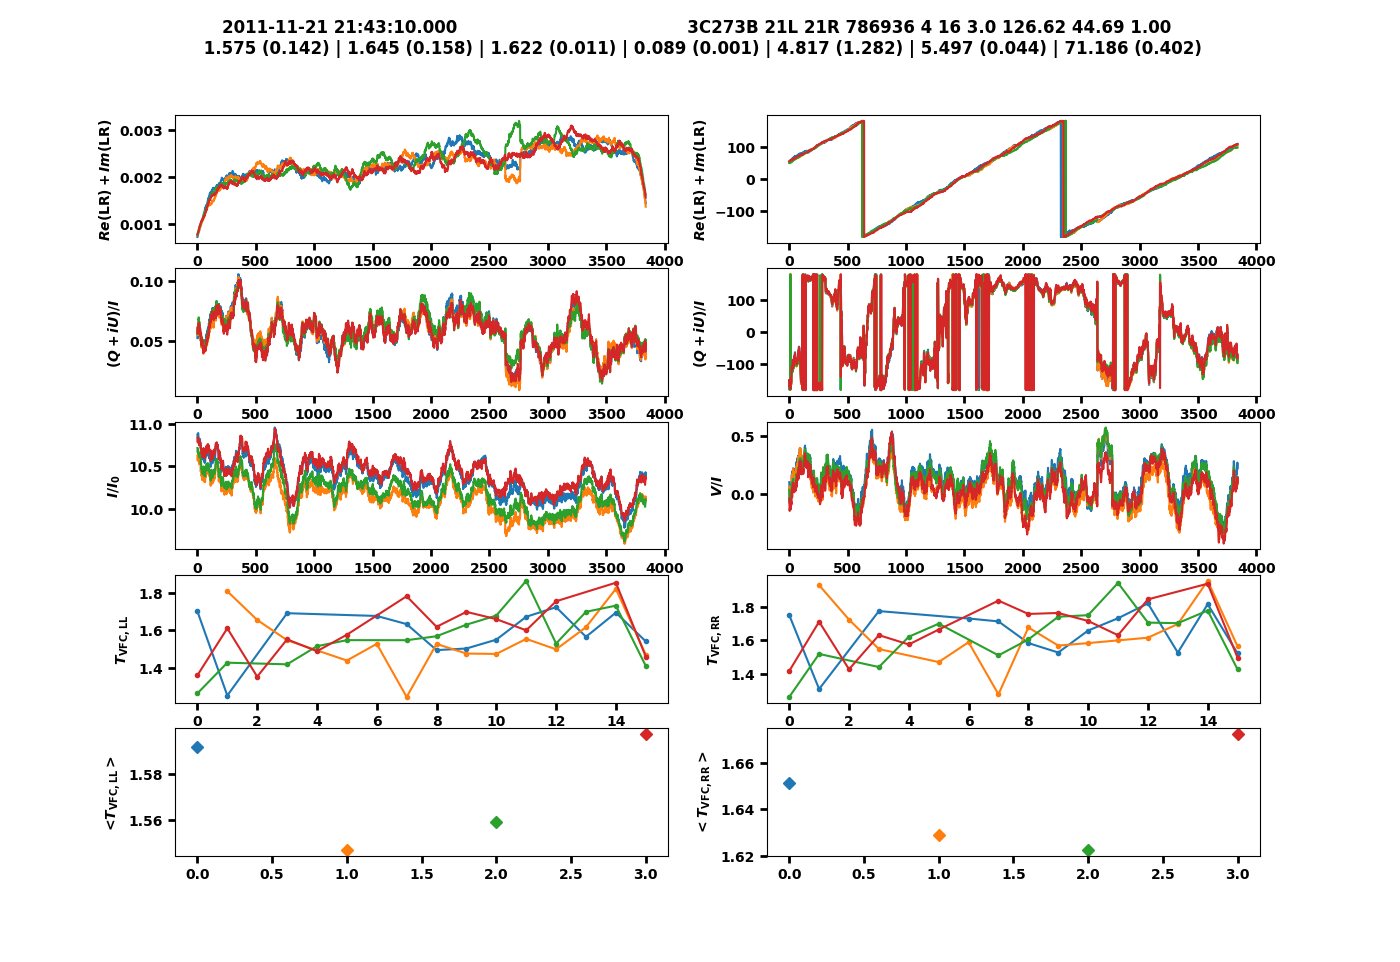 2011-11-21 21:43:10.000 3C273B 21L 21R 786936 4 16 3.0 126.62 44.69 1.00
1.575 (0.142) | 1.645 (0.158) | 1.622 (0.011) | 0.089 (0.001) | 4.817 (1.282) | 5.497 (0.044) | 71.186 (0.402)
Re(LR) + Im(LR)
0.003
0.002
0.001
0 500 1000 1500 2000 2500 3000 3500 4000
Re(LR) + Im(LR)
100
0
−100
0 500 1000 1500 2000 2500 3000 3500 4000
(Q + iU)/I
0.10
0.05
0 500 1000 1500 2000 2500 3000 3500 4000
(Q + iU)/I
100
0
−100
0 500 1000 1500 2000 2500 3000 3500 4000
I/I0
11.0
10.5
10.0
0 500 1000 1500 2000 2500 3000 3500 4000
V/I
0.5
0.0
0 500 1000 1500 2000 2500 3000 3500 4000
TVFC, LL
1.8
1.6
1.4
0 2 4 6 8 10 12 14
TVFC, RR
1.8
1.6
1.4
0 2 4 6 8 10 12 14
<TVFC, LL >
1.58
1.56
0.0 0.5 1.0 1.5 2.0 2.5 3.0
< TVFC, RR >
1.66
1.64
1.62
0.0 0.5 1.0 1.5 2.0 2.5 3.0